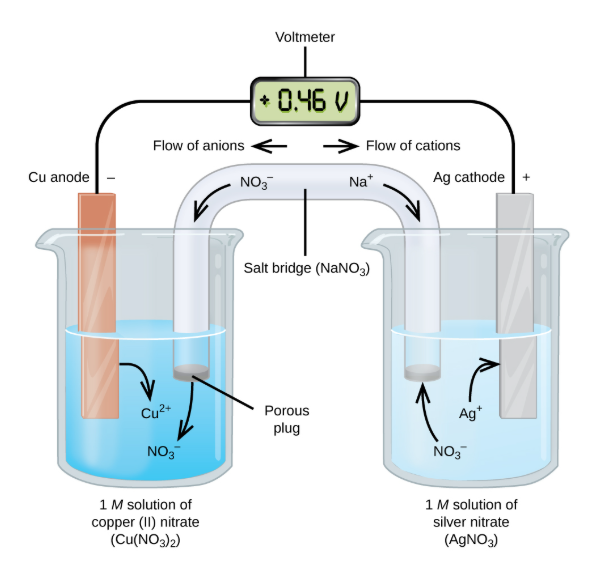 Voltmeter
+ 0.46 V
Flow of anions
Flow of cations
Cu anode –
NO₃⁻
Na⁺
Ag cathode +
Salt bridge (NaNO₃)
Cu²⁺
NO₃⁻
Porous
plug
Ag⁺
NO₃⁻
1 M solution of
copper (II) nitrate
(Cu(NO₃)₂)
1 M solution of
silver nitrate
(AgNO₃)